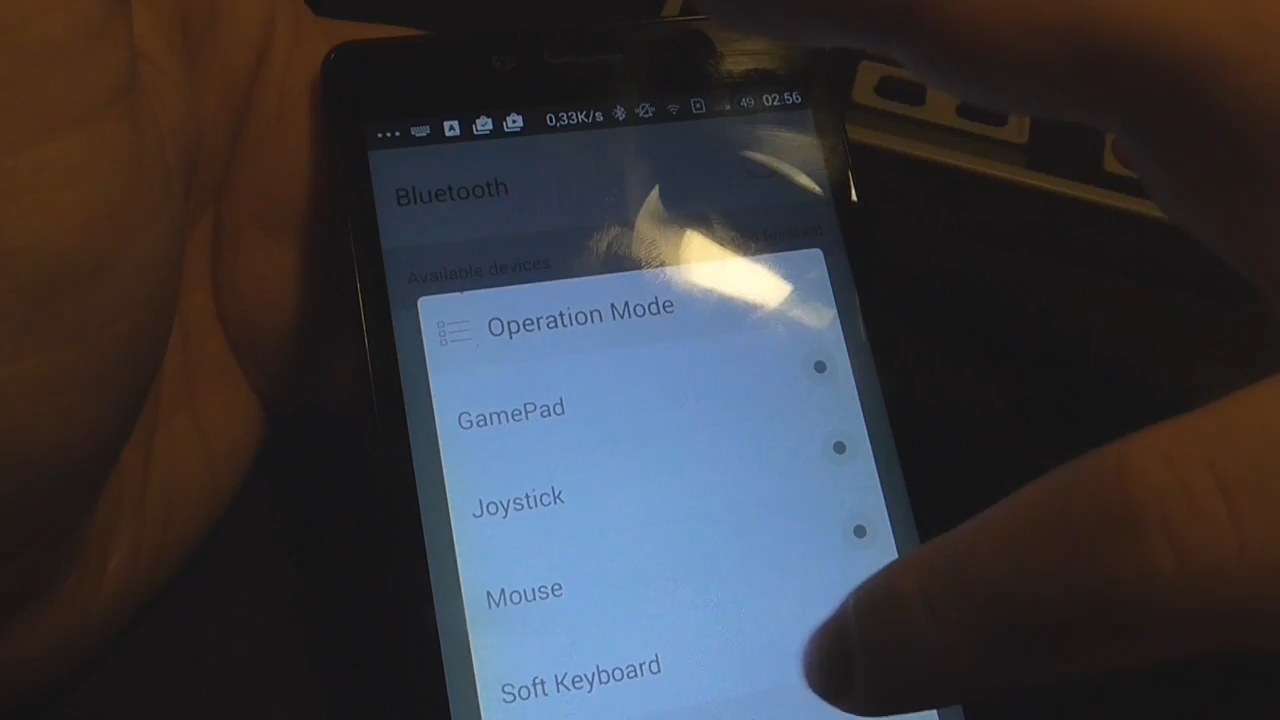 0,33K/s 49 02:56
Bluetooth
Available devices
Operation Mode
GamePad
Joystick
Mouse
Soft Keyboard